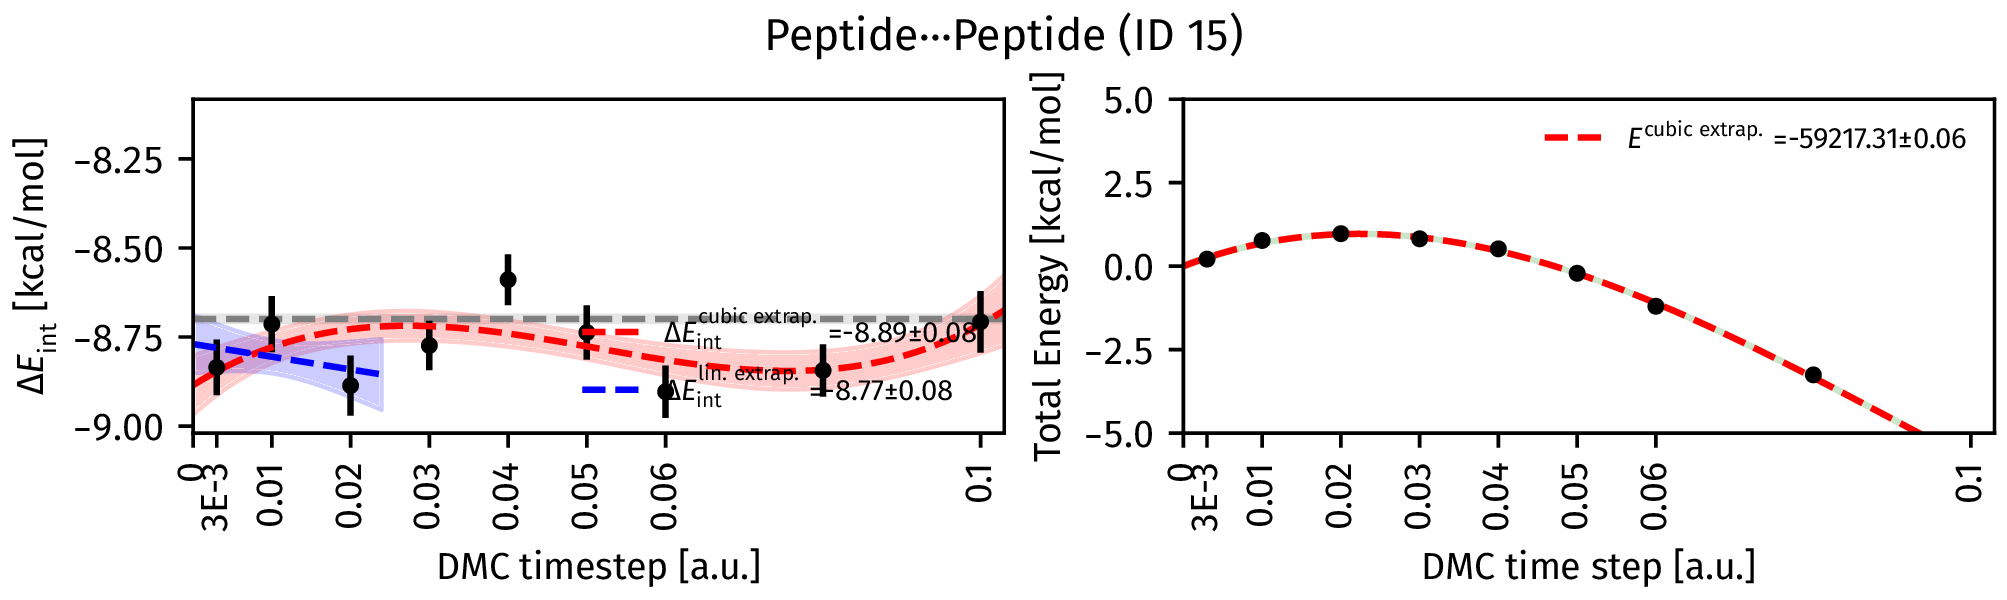 Peptide···Peptide (ID 15)
ΔE_int [kcal/mol]
−8.25
−8.50
−8.75
−9.00
ΔE_int^cubic extrap. =-8.89±0.08
ΔE_int^lin. extrap. =-8.77±0.08
0
3E-3
0.01
0.02
0.03
0.04
0.05
0.06
0.1
DMC timestep [a.u.]
Total Energy [kcal/mol]
5.0
2.5
0.0
−2.5
−5.0
E^cubic extrap. =-59217.31±0.06
0
3E-3
0.01
0.02
0.03
0.04
0.05
0.06
0.1
DMC time step [a.u.]